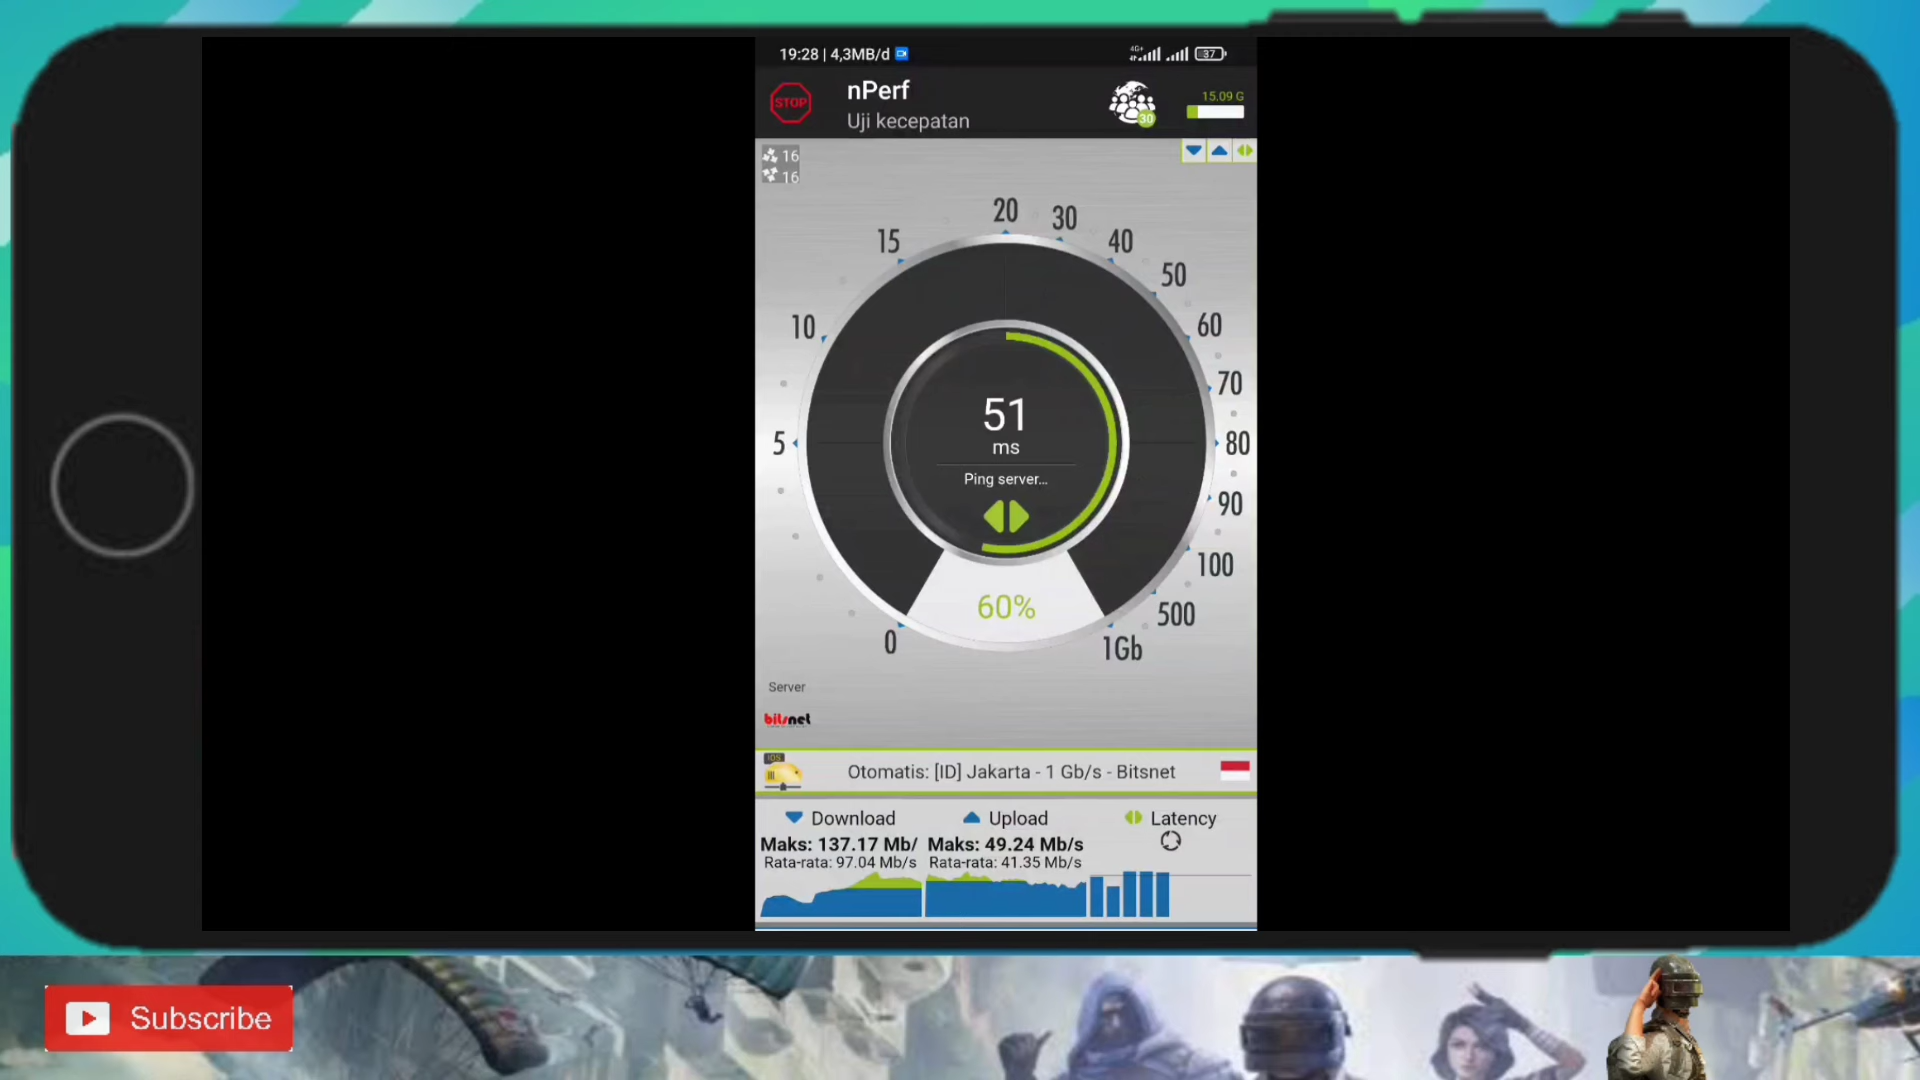 19:28 | 4,3MB/d
4G+
37
STOP
nPerf
Uji kecepatan
30
15.09 G
16
16
20
30
15
40
50
10
60
70
5
80
90
100
500
0
1Gb
51
ms
Ping server...
60%
Server
bitsnet
Otomatis: [ID] Jakarta - 1 Gb/s - Bitsnet
Download
Upload
Latency
Maks: 137.17 Mb/
Maks: 49.24 Mb/s
Rata-rata: 97.04 Mb/s
Rata-rata: 41.35 Mb/s
Subscribe